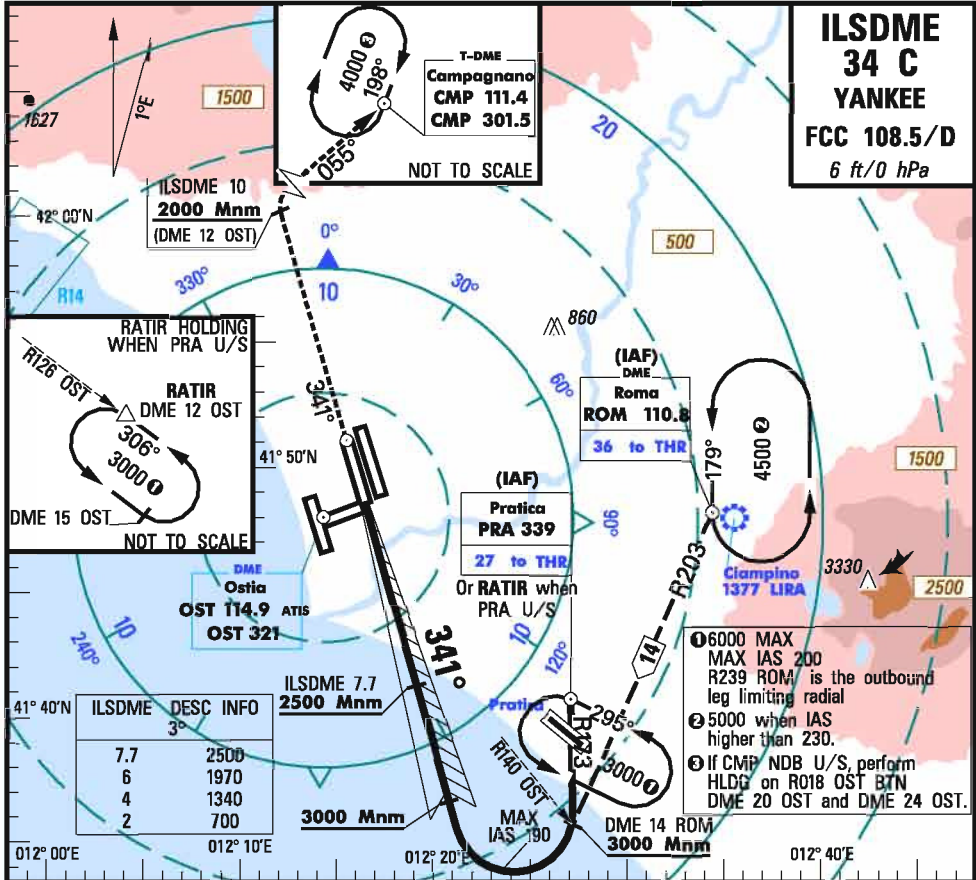 ILSDME
34 C
YANKEE
FCC 108.5/D
6 ft/0 hPa
4000 ❸
198°
T-DME
Campagnano
CMP 111.4
CMP 301.5
055°
NOT TO SCALE
1627
1°E
1500
ILSDME 10
2000 Mnm
(DME 12 OST)
42° 00'N
R14
330°
0°
10
30°
20
500
860
60°
RATIR HOLDING
WHEN PRA U/S
R126 OST
RATIR
DME 12 OST
306°
3000 ❶
DME 15 OST
NOT TO SCALE
341°
41° 50'N
(IAF)
DME
Roma
ROM 110.8
36 to THR
179°
4500 ❷
1500
(IAF)
Pratica
PRA 339
27 to THR
Or RATIR when
PRA U/S
90°
R203
Ciampino
1377 LIRA
3330
2500
DME
Ostia
OST 114.9 ATIS
OST 321
10
240°
341°
10
120°
14
❶ 6000 MAX
MAX IAS 200
R239 ROM is the outbound
leg limiting radial
❷ 5000 when IAS
higher than 230.
❸ If CMP NDB U/S, perform
HLDG on R018 OST BTN
DME 20 OST and DME 24 OST.
ILSDME 7.7
2500 Mnm
41° 40'N
ILSDME DESC INFO
3°
7.7 2500
6 1970
4 1340
2 700
Pratica
295°
3000 ❶
R140 OST
3000 Mnm
MAX
IAS 190
DME 14 ROM
3000 Mnm
012° 00'E
012° 10'E
012° 20'E
012° 40'E